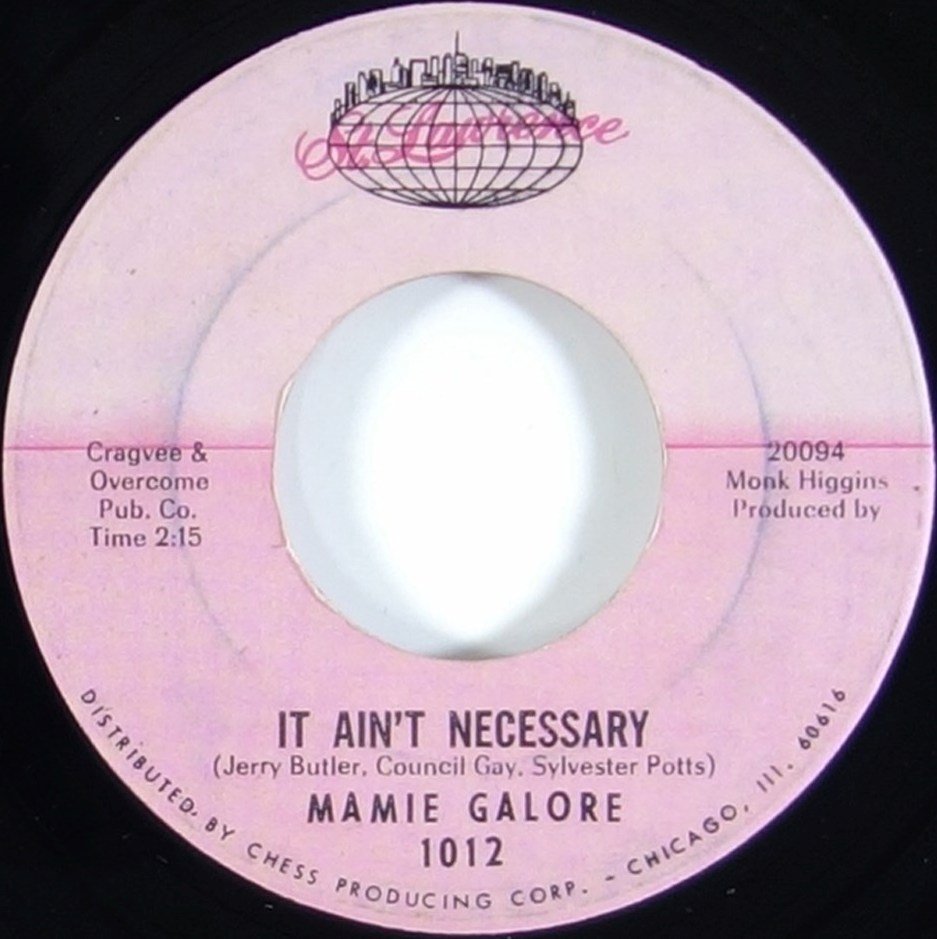 St. Lawrence
Cragvee &
Overcome
Pub. Co.
Time 2:15
20094
Monk Higgins
Produced by
IT AIN'T NECESSARY
(Jerry Butler, Council Gay, Sylvester Potts)
MAMIE GALORE
1012
DISTRIBUTED. BY CHESS PRODUCING CORP. - CHICAGO, Ill. 60616